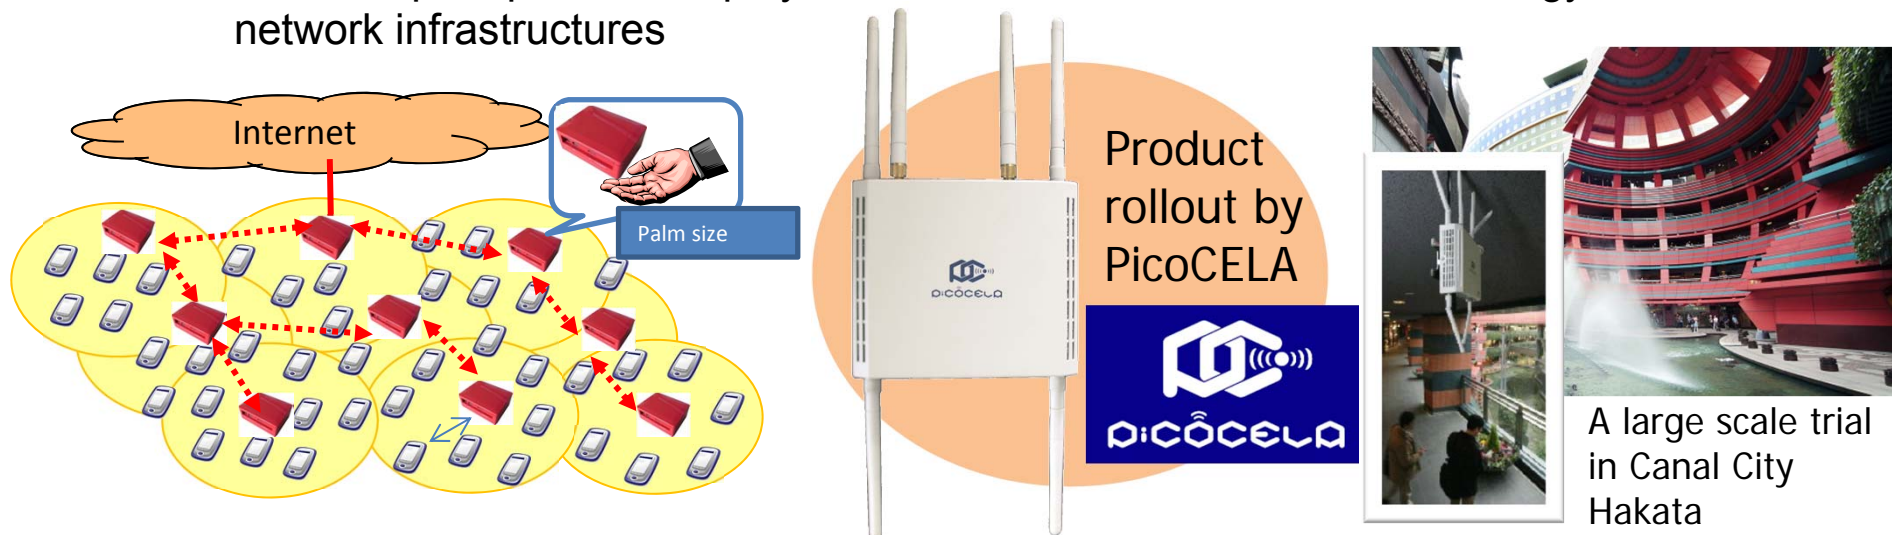 network infrastructures
Internet
Palm size
PiCOCELA
Product
rollout by
PicoCELA
PiCOCELA
A large scale trial
in Canal City
Hakata